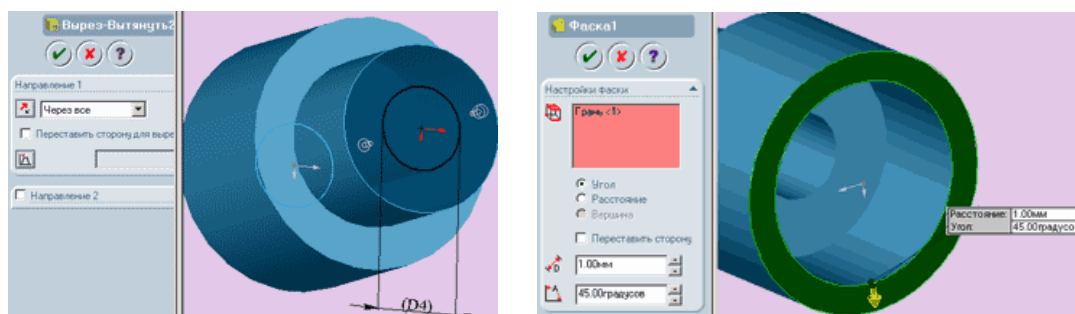 Вырез-Вытянуть2
Направление 1
Через все
Переставить сторону для выре
Направление 2
(D4)
Фаска1
Настройки фаски
Грань <1>
Угол
Расстояние
Вершина
Переставить сторону
1.00мм
45.00градусов
Расстояние: 1.00мм
Угол: 45.00градусо